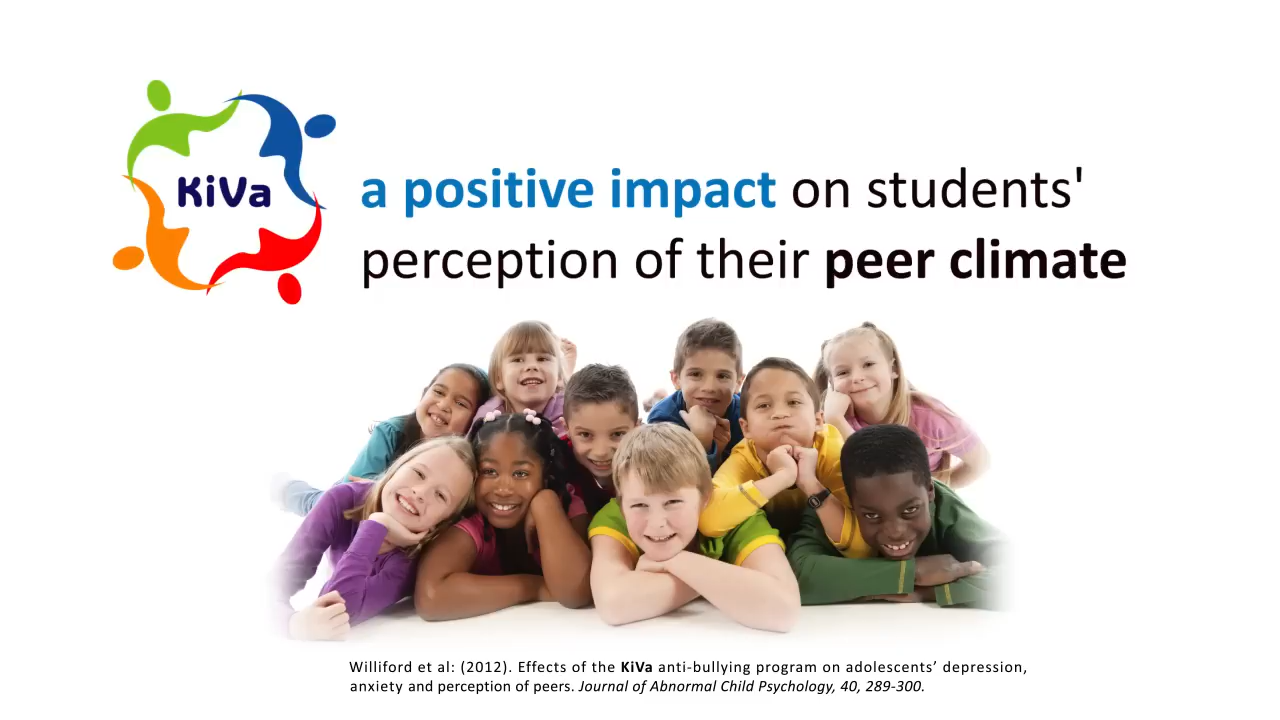 KiVa
a positive impact on students'
perception of their peer climate
Williford et al: (2012). Effects of the KiVa anti-bullying program on adolescents’ depression,
anxiety and perception of peers. Journal of Abnormal Child Psychology, 40, 289-300.